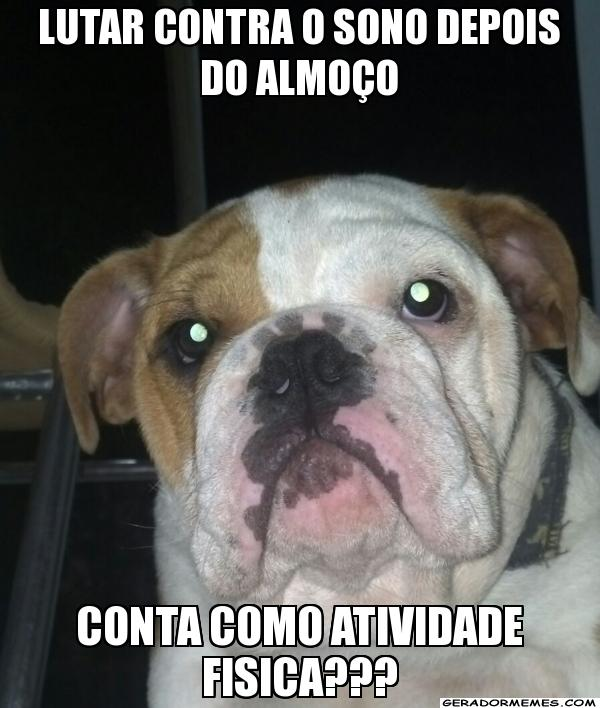 LUTAR CONTRA O SONO DEPOIS
DO ALMOÇO
CONTA COMO ATIVIDADE
FISICA???
GERADORMEMES.COM